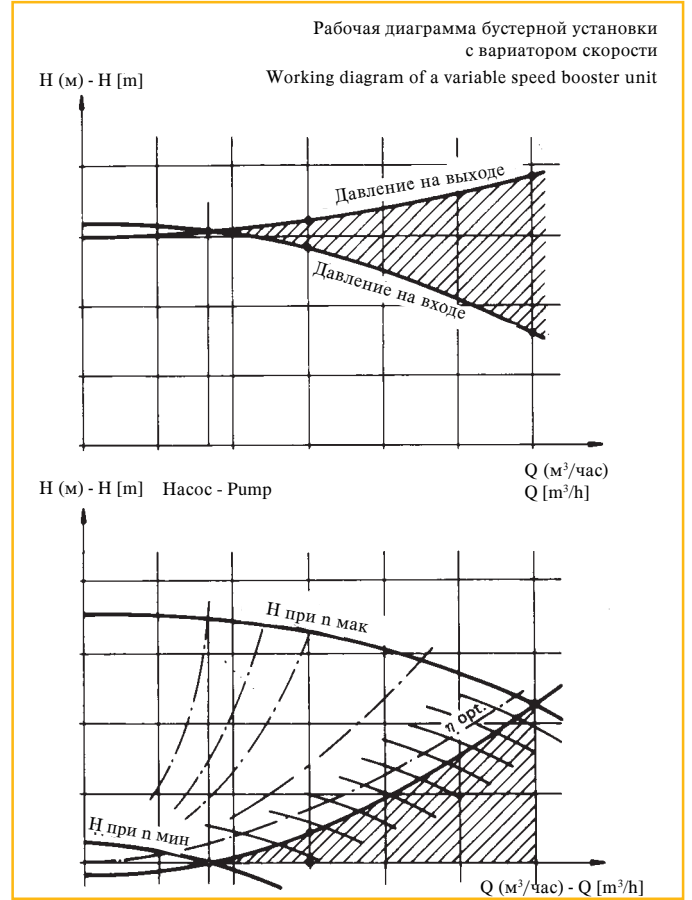 Рабочая диаграмма бустерной установки
с вариатором скорости
Working diagram of a variable speed booster unit
H (м) - H [m]
Давление на выходе
Давление на входе
Q (м³/час)
Q [m³/h]
H (м) - H [m] Насос - Pump
H при n мак
η opt.
H при n мин
Q (м³/час) - Q [m³/h]